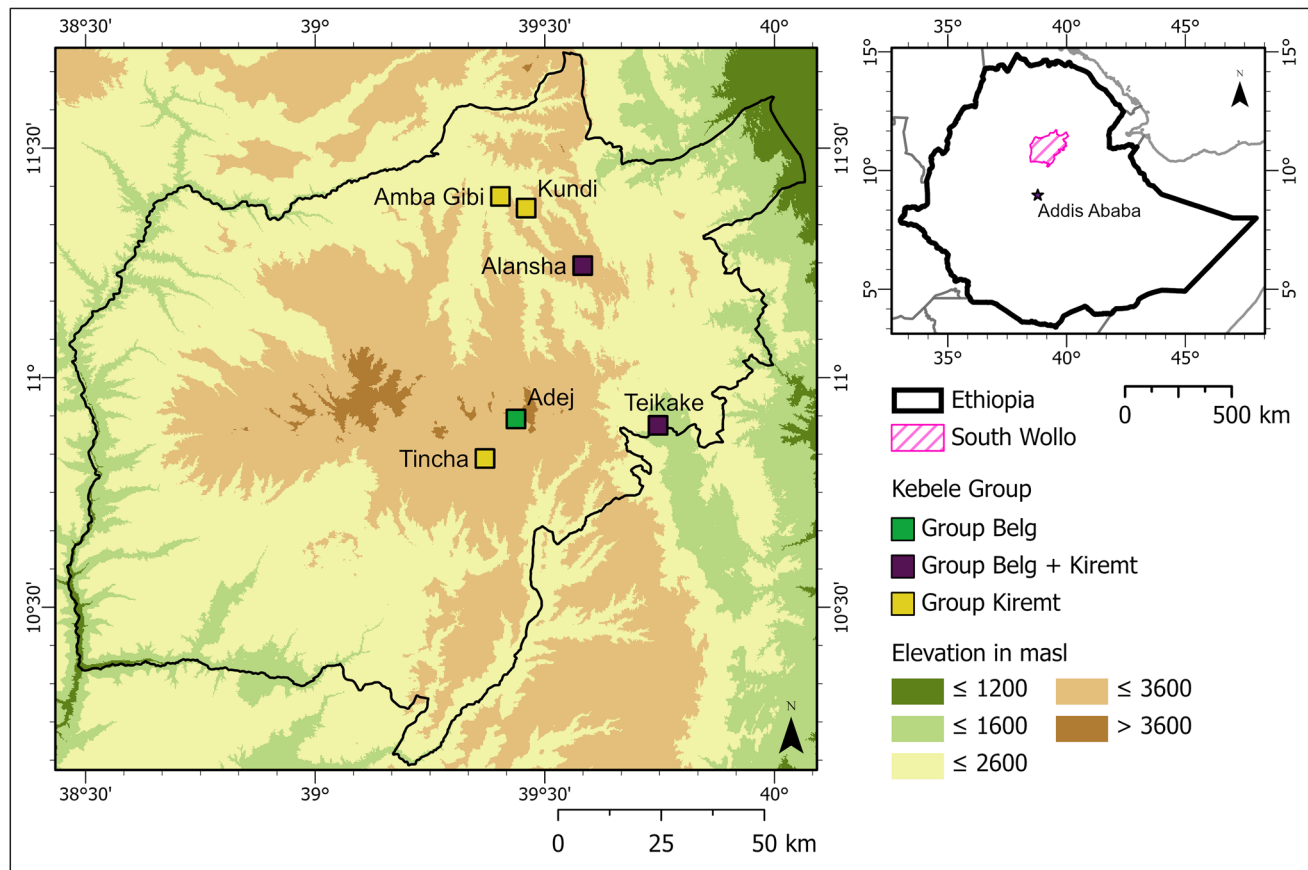 38°30'
39°
39°30'
40°
11°30'
11°
10°30'
11°30'
11°
10°30'
Amba Gibi
Kundi
Alansha
Adej
Teikake
Tincha
N
38°30'
39°
39°30'
40°
0
25
50 km
35°
40°
45°
15°
10°
5°
15°
10°
5°
N
Addis Ababa
35°
40°
45°
Ethiopia
South Wollo
0
500 km
Kebele Group
Group Belg
Group Belg + Kiremt
Group Kiremt
Elevation in masl
≤ 1200
≤ 3600
≤ 1600
> 3600
≤ 2600